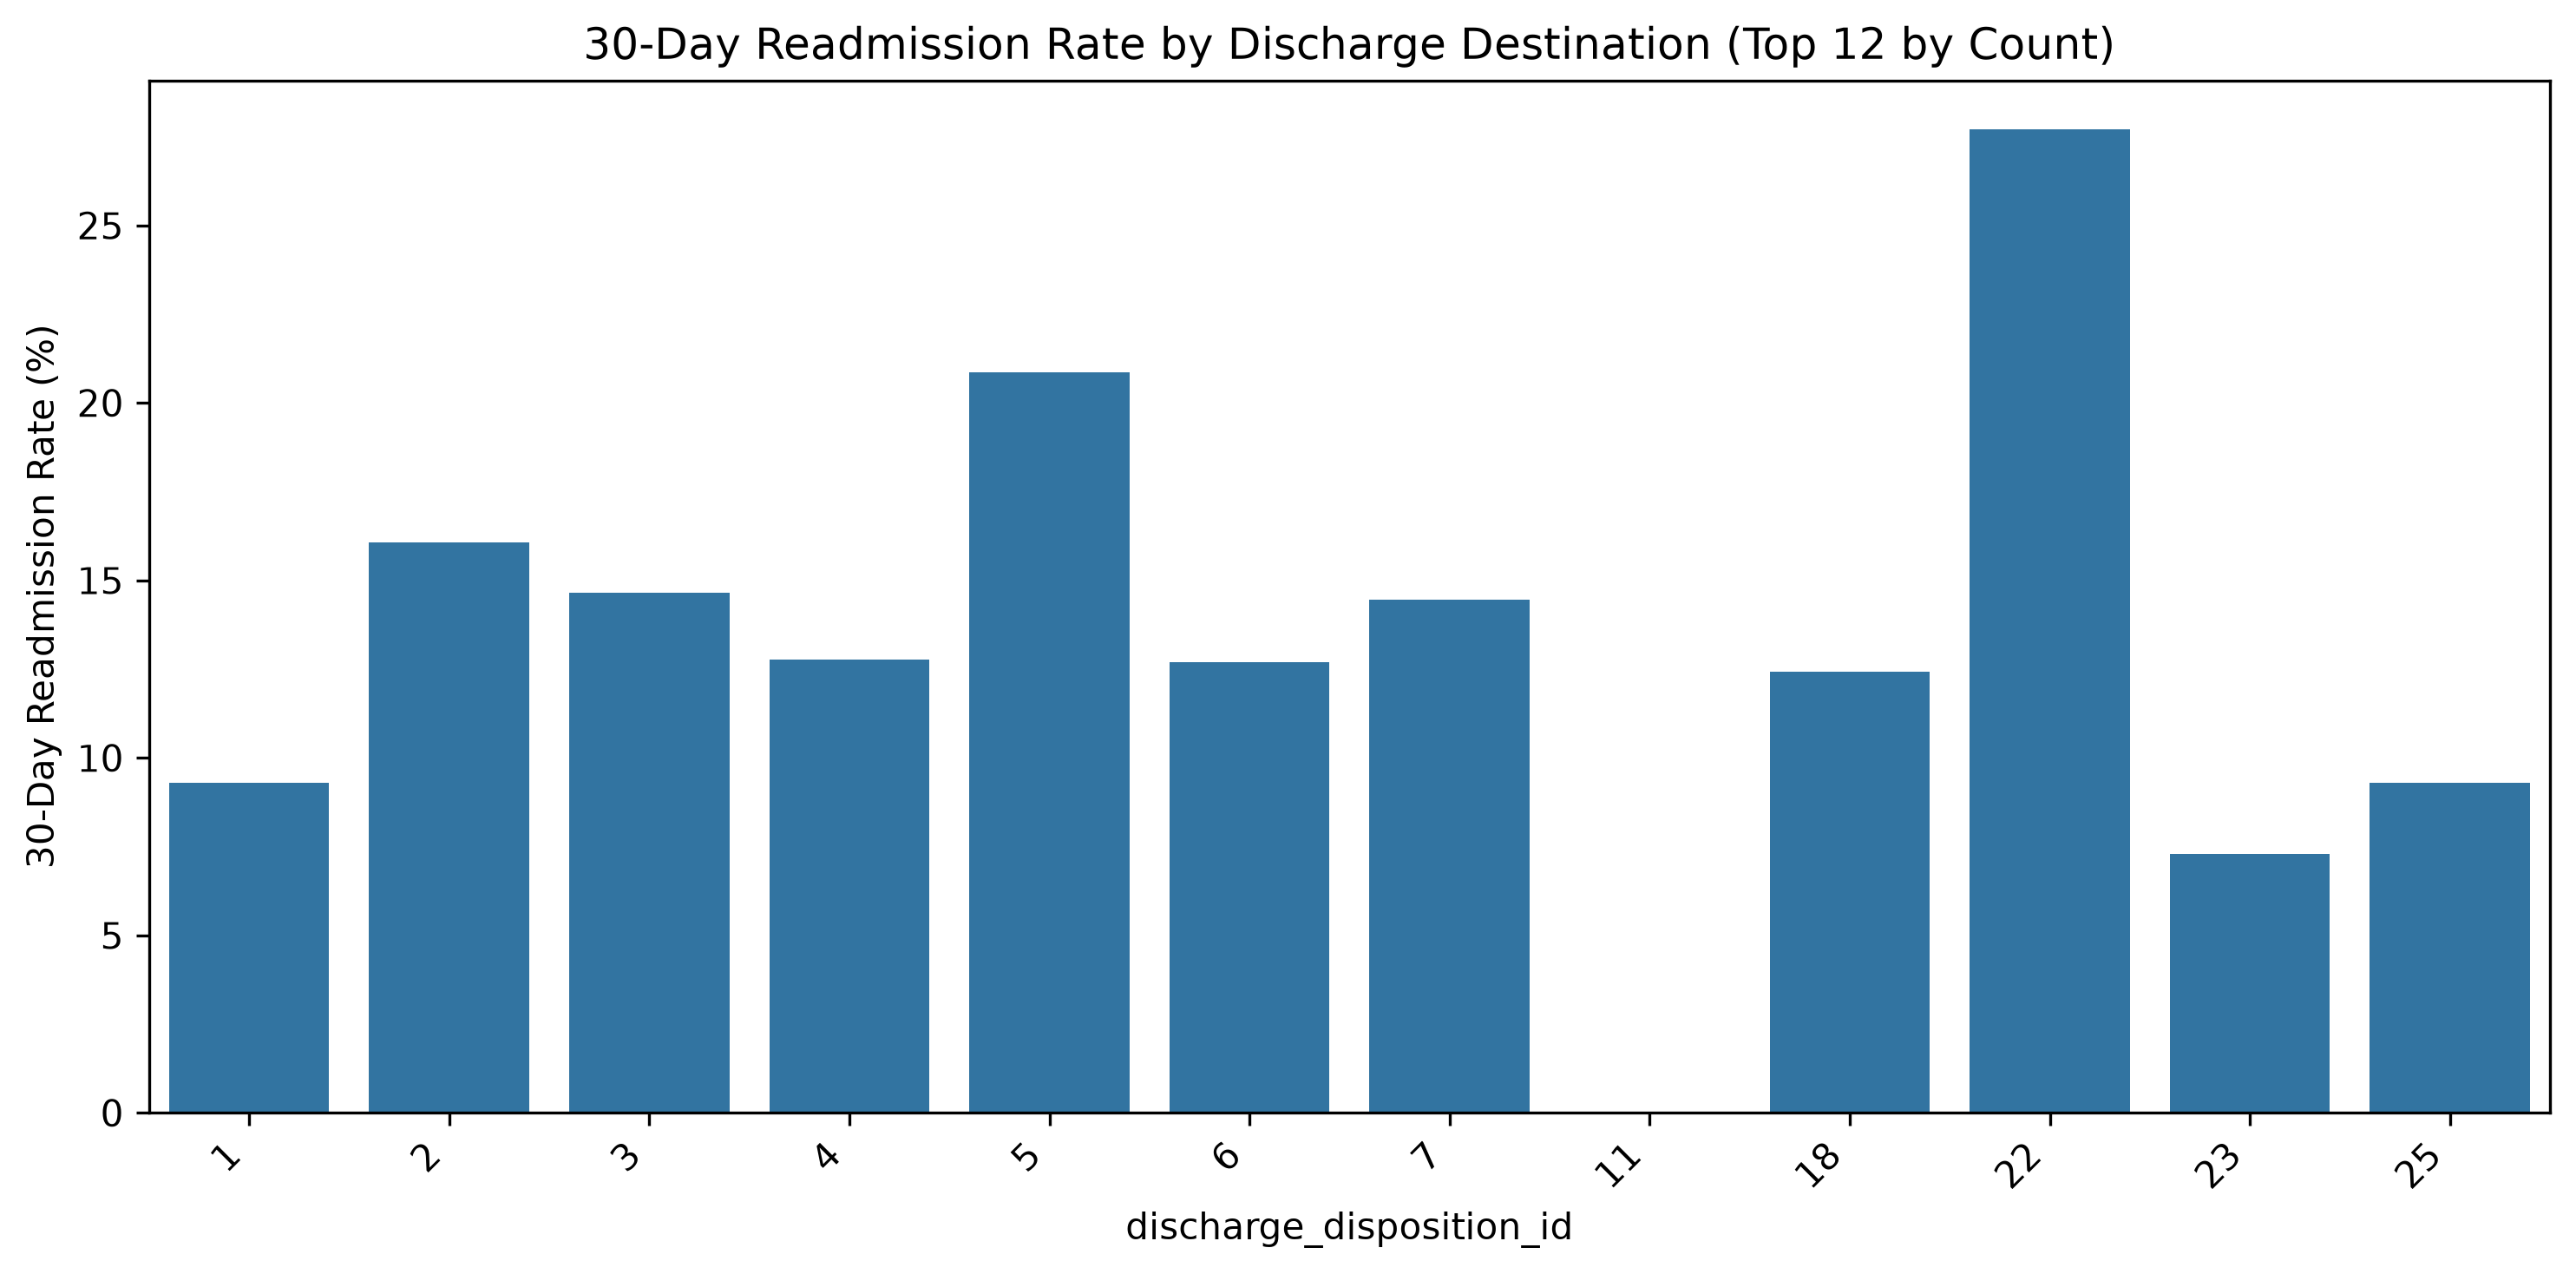 30-Day Readmission Rate by Discharge Destination (Top 12 by Count)
30-Day Readmission Rate (%)
25
20
15
10
5
0
1 2 3 4 5 6 7 11 18 22 23 25
discharge_disposition_id